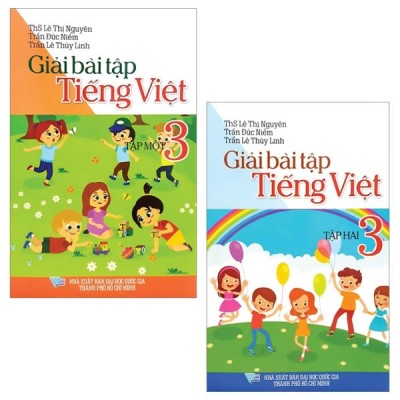 ThS Lê Thị Nguyên
Trần Đức Niềm
Trần Lê Thùy Linh
Giải bài tập
Tiếng Việt
TẬP MỘT 3
NHÀ XUẤT BẢN ĐẠI HỌC QUỐC GIA
THÀNH PHỐ HỒ CHÍ MINH
ThS Lê Thị Nguyên
Trần Đức Niềm
Trần Lê Thùy Linh
Giải bài tập
Tiếng Việt
TẬP HAI 3
NHÀ XUẤT BẢN ĐẠI HỌC QUỐC GIA
THÀNH PHỐ HỒ CHÍ MINH